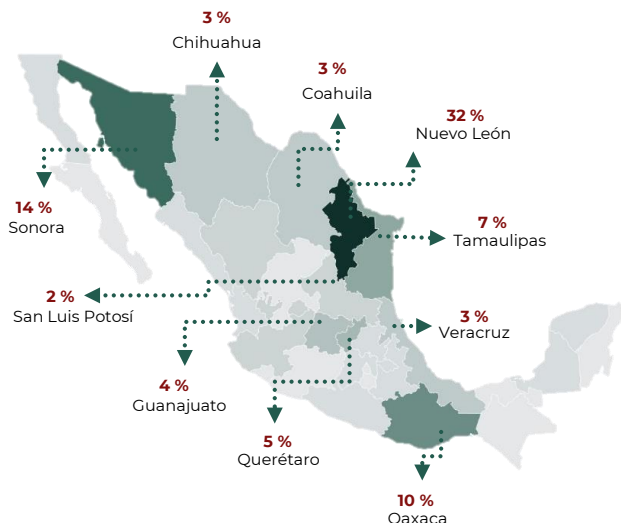 3 %
Chihuahua
3 %
Coahuila
32 %
Nuevo León
14 %
Sonora
7 %
Tamaulipas
2 %
San Luis Potosí
3 %
Veracruz
4 %
Guanajuato
5 %
Querétaro
10 %
Oaxaca